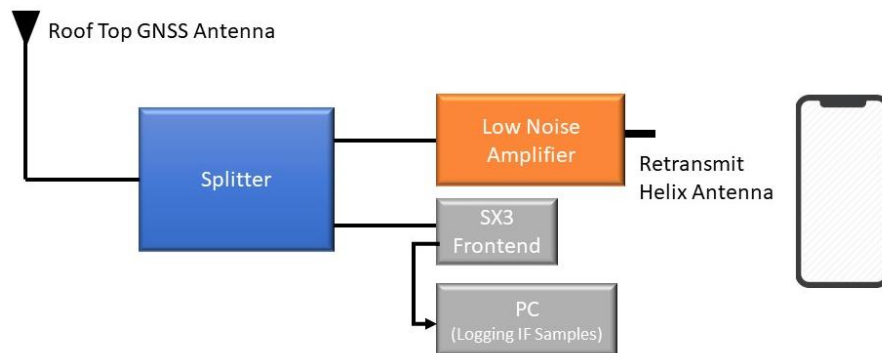 Roof Top GNSS Antenna
Splitter
Low Noise
Amplifier
Retransmit
Helix Antenna
SX3
Frontend
PC
(Logging IF Samples)